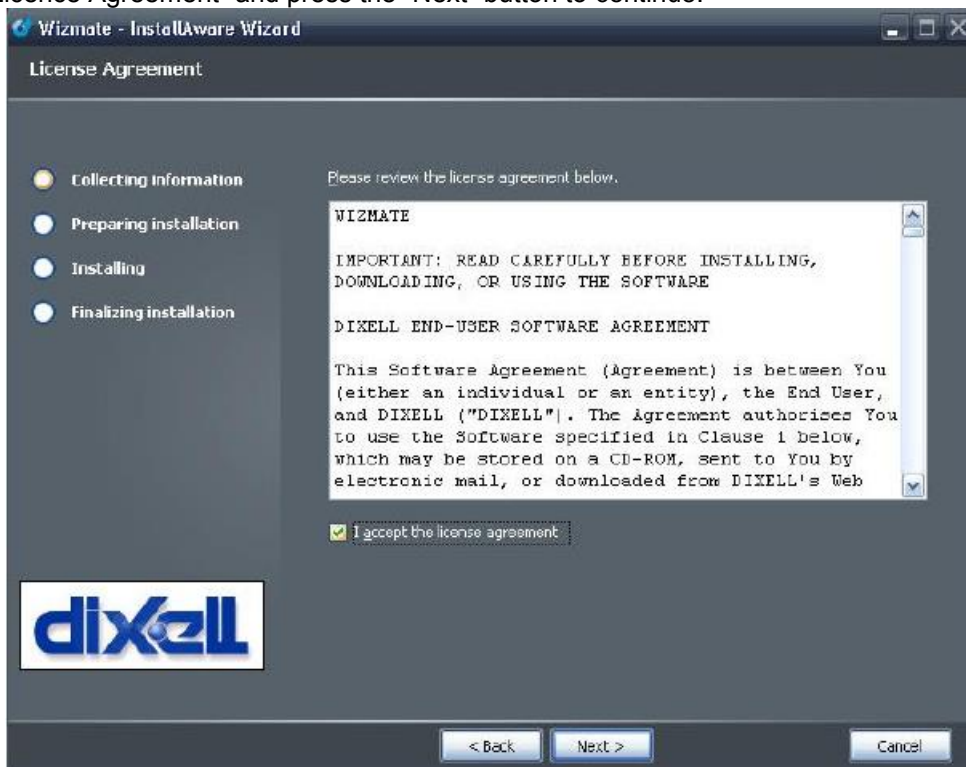 icense Agreement" and press the "Next" button to continue.
Wizmate - InstallAware Wizard
License Agreement
Collecting information
Preparing installation
Installing
Finalizing installation
Please review the license agreement below.
WIZMATE
IMPORTANT: READ CAREFULLY BEFORE INSTALLING,
DOWNLOADING, OR USING THE SOFTWARE
DIXELL END-USER SOFTWARE AGREEMENT
This Software Agreement (Agreement) is between You
(either an individual or an entity), the End User,
and DIXELL ("DIXELL"). The Agreement authorises You
to use the Software specified in Clause 1 below,
which may be stored on a CD-ROM, sent to You by
electronic mail, or downloaded from DIXELL's Web
I accept the license agreement
dixell
< Back
Next >
Cancel